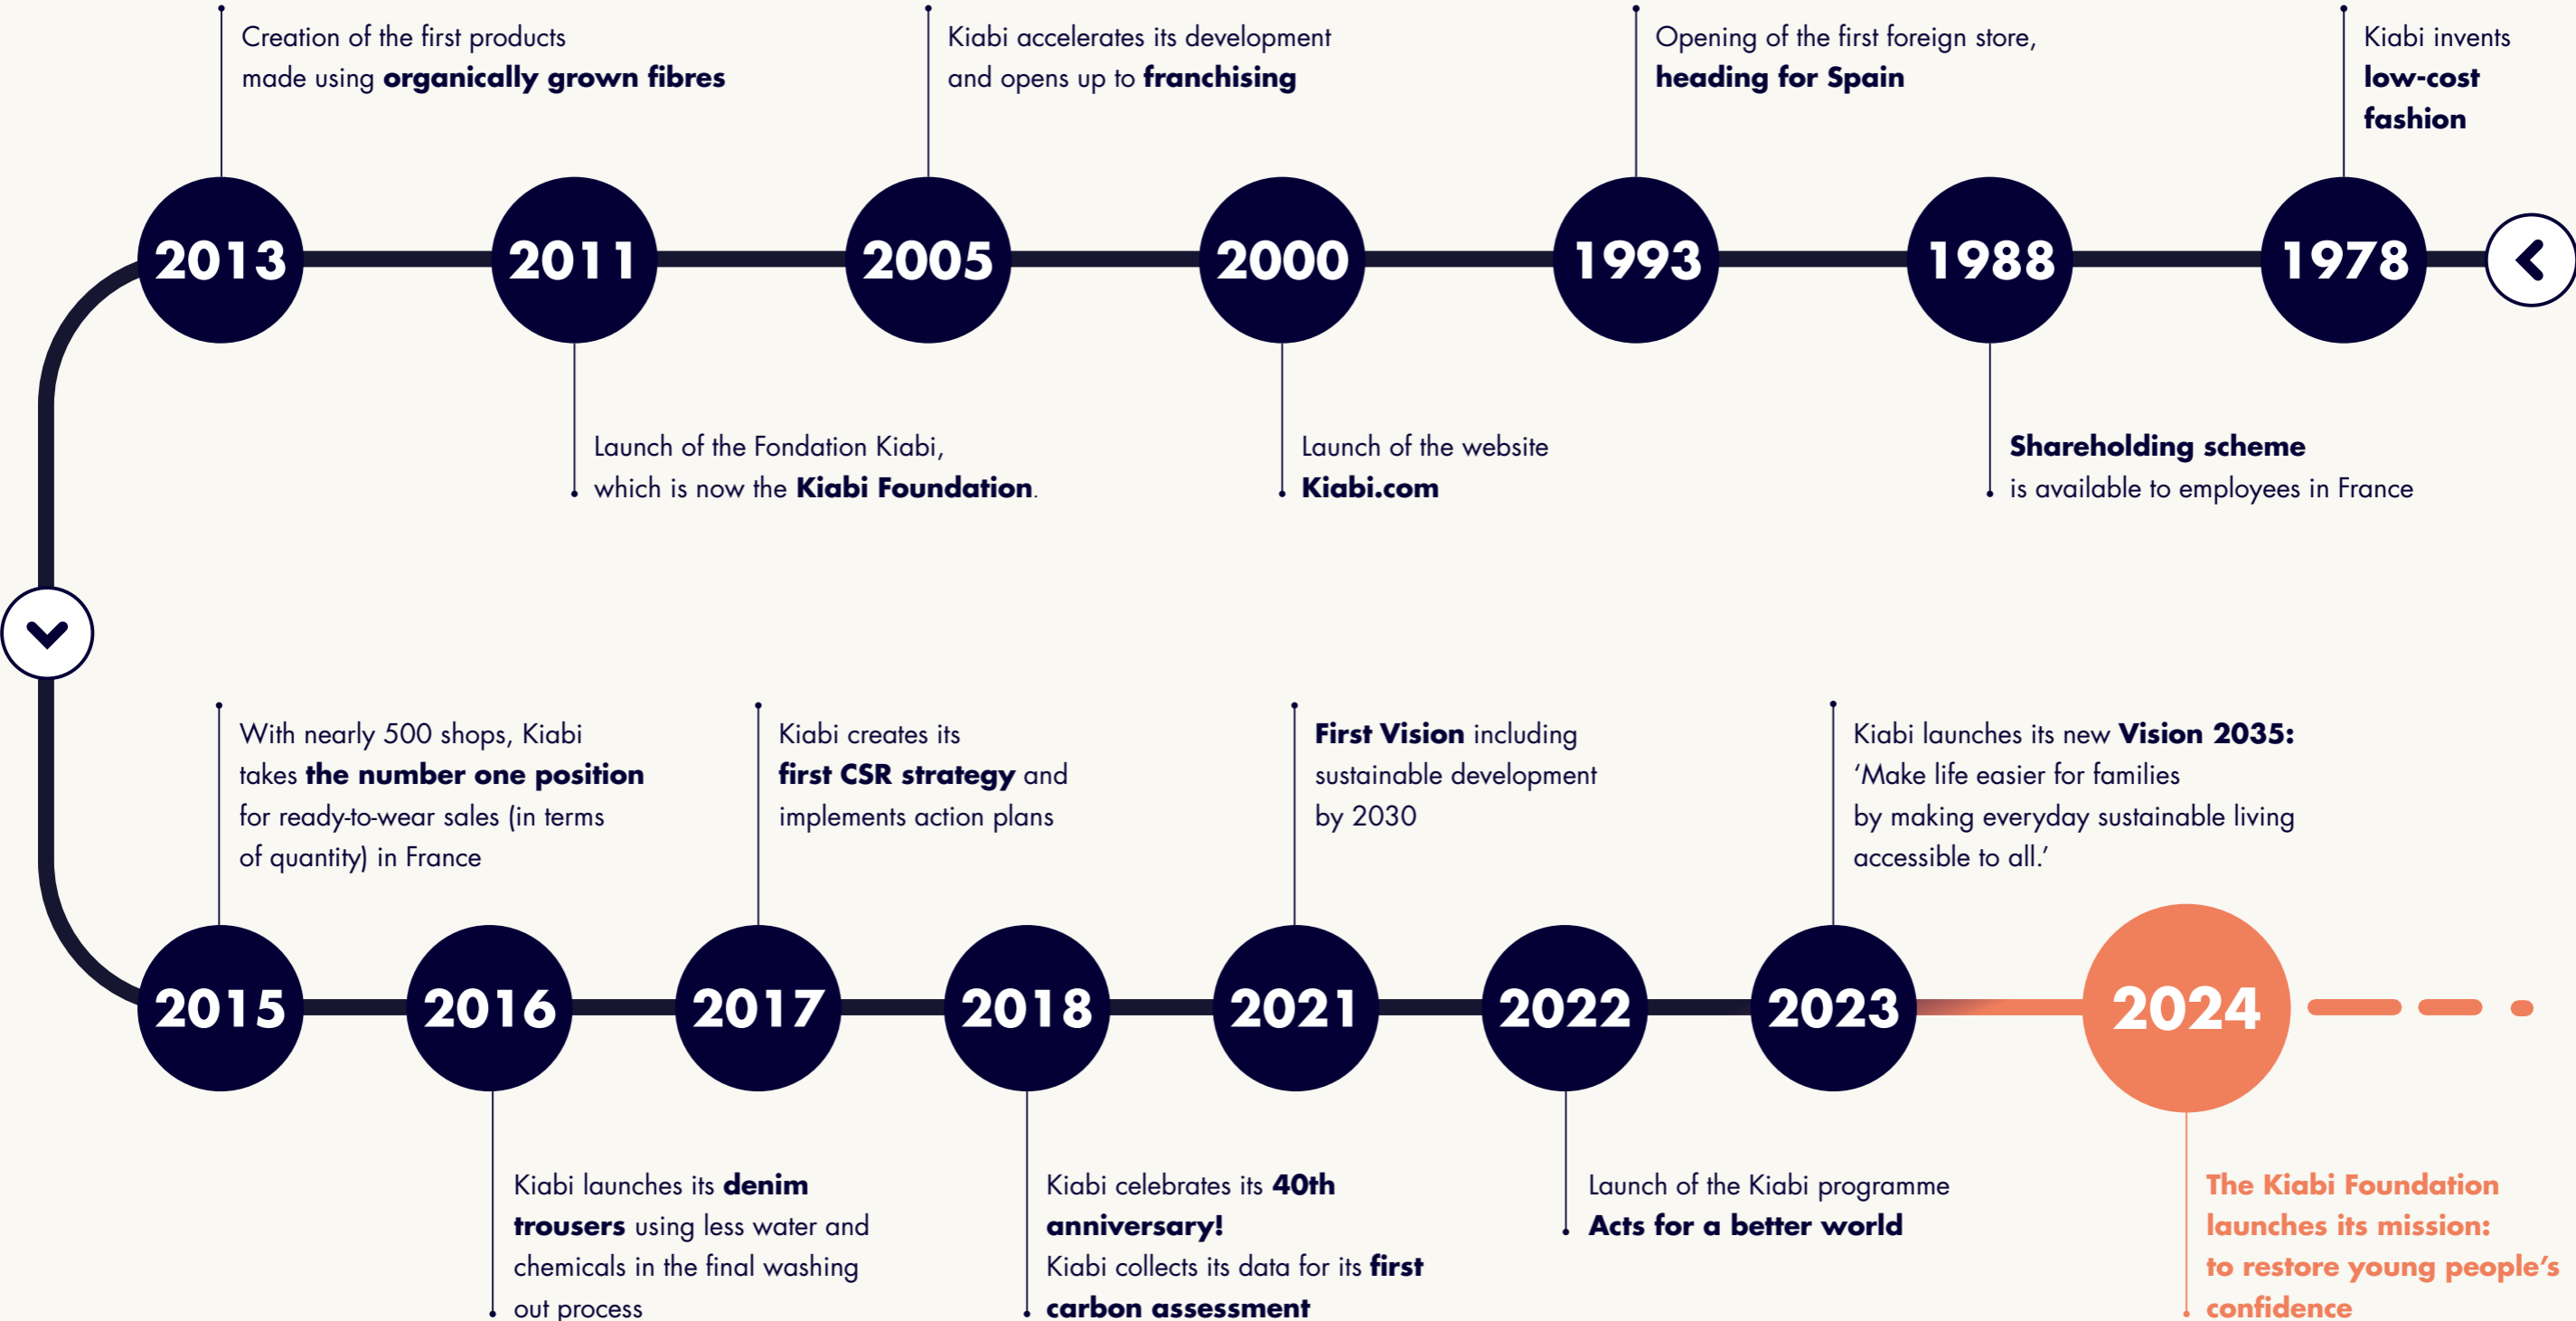 Creation of the first products
made using organically grown fibres
Kiabi accelerates its development
and opens up to franchising
Opening of the first foreign store,
heading for Spain
Kiabi invents
low-cost
fashion
2013
2011
2005
2000
1993
1988
1978
Launch of the Fondation Kiabi,
which is now the Kiabi Foundation.
Launch of the website
Kiabi.com
Shareholding scheme
is available to employees in France
With nearly 500 shops, Kiabi
takes the number one position
for ready-to-wear sales (in terms
of quantity) in France
Kiabi creates its
first CSR strategy and
implements action plans
First Vision including
sustainable development
by 2030
Kiabi launches its new Vision 2035:
‘Make life easier for families
by making everyday sustainable living
accessible to all.’
2015
2016
2017
2018
2021
2022
2023
2024
Kiabi launches its denim
trousers using less water and
chemicals in the final washing
out process
Kiabi celebrates its 40th
anniversary!
Kiabi collects its data for its first
carbon assessment
Launch of the Kiabi programme
Acts for a better world
The Kiabi Foundation
launches its mission:
to restore young people’s
confidence